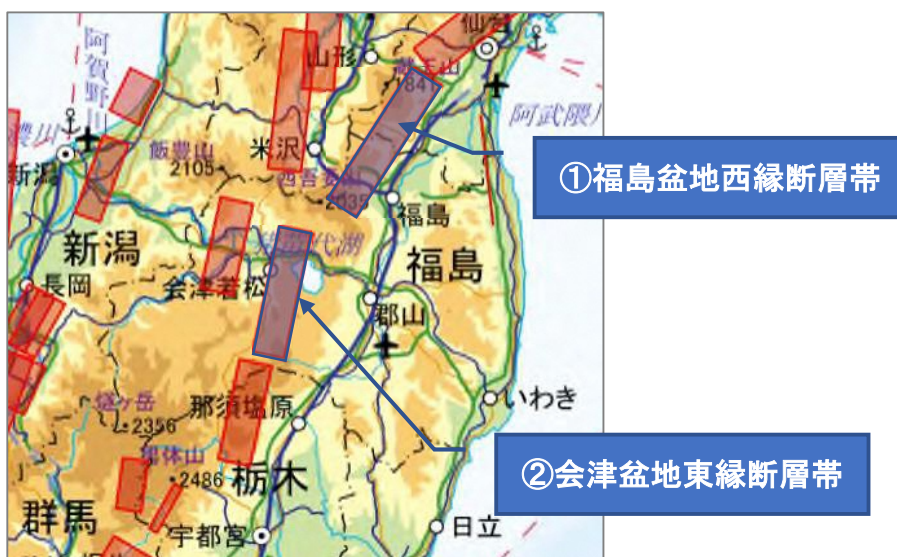 仙台
山形
蔵王山
1841
阿賀野川
阿武隈川
飯豊山
2105
米沢
西吾妻山
2035
新潟
福島
①福島盆地西縁断層帯
新潟
猪苗代湖
福島
長岡
会津若松
郡山
燧ヶ岳
2356
那須塩原
いわき
男体山
2486
栃木
②会津盆地東縁断層帯
群馬
宇都宮
日立